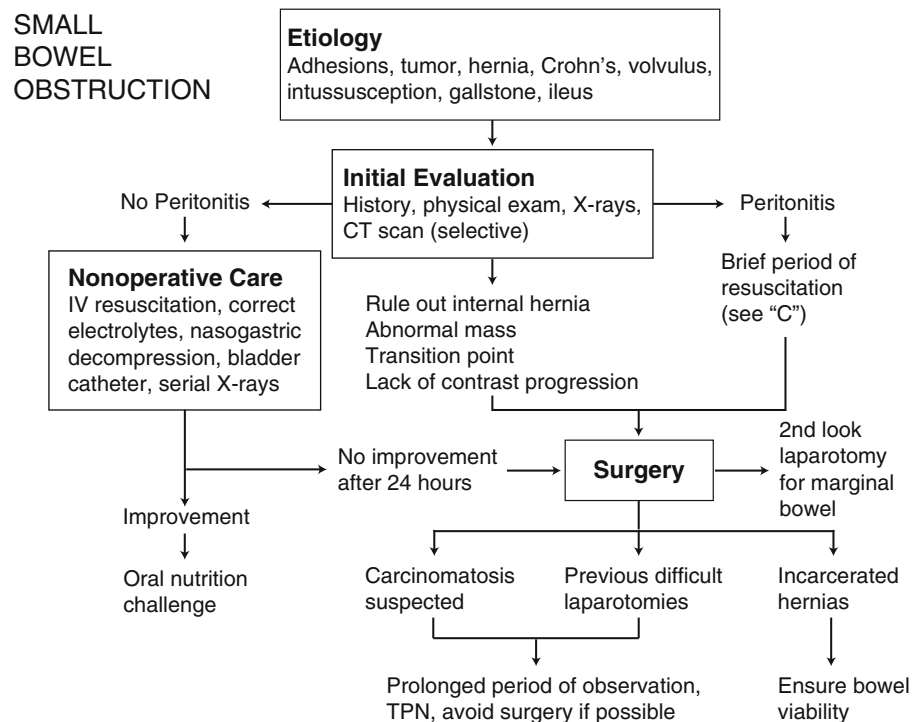 SMALL
BOWEL
OBSTRUCTION
Etiology
Adhesions, tumor, hernia, Crohn's, volvulus,
intussusception, gallstone, ileus
Initial Evaluation
History, physical exam, X-rays,
CT scan (selective)
No Peritonitis
Peritonitis
Nonoperative Care
IV resuscitation, correct
electrolytes, nasogastric
decompression, bladder
catheter, serial X-rays
Rule out internal hernia
Abnormal mass
Transition point
Lack of contrast progression
Brief period of
resuscitation
(see “C”)
No improvement
after 24 hours
Surgery
2nd look
laparotomy
for marginal
bowel
Improvement
Oral nutrition
challenge
Carcinomatosis
suspected
Previous difficult
laparotomies
Incarcerated
hernias
Prolonged period of observation,
TPN, avoid surgery if possible
Ensure bowel
viability